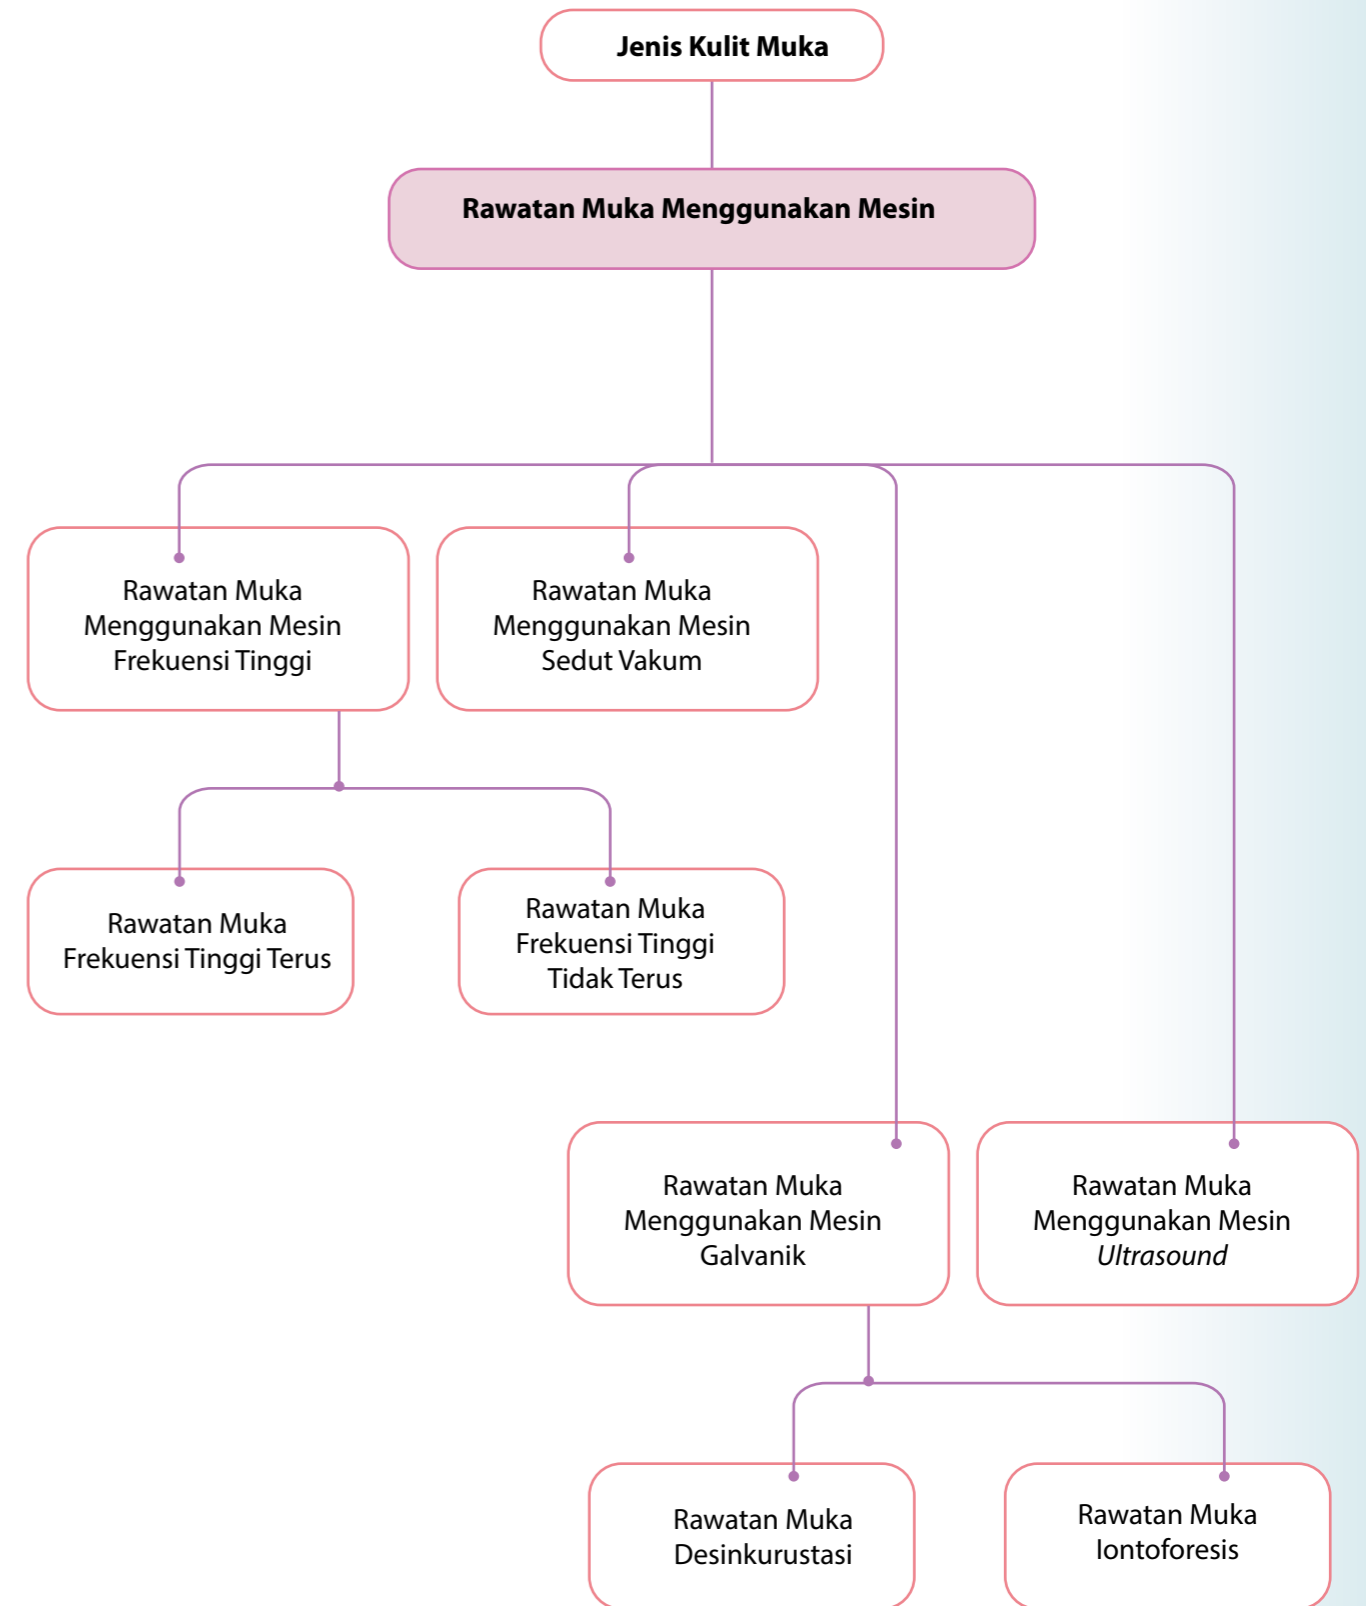 Jenis Kulit Muka
Rawatan Muka Menggunakan Mesin
Rawatan Muka
Menggunakan Mesin
Frekuensi Tinggi
Rawatan Muka
Menggunakan Mesin
Sedut Vakum
Rawatan Muka
Frekuensi Tinggi Terus
Rawatan Muka
Frekuensi Tinggi
Tidak Terus
Rawatan Muka
Menggunakan Mesin
Galvanik
Rawatan Muka
Menggunakan Mesin
Ultrasound
Rawatan Muka
Desinkurustasi
Rawatan Muka
Iontoforesis